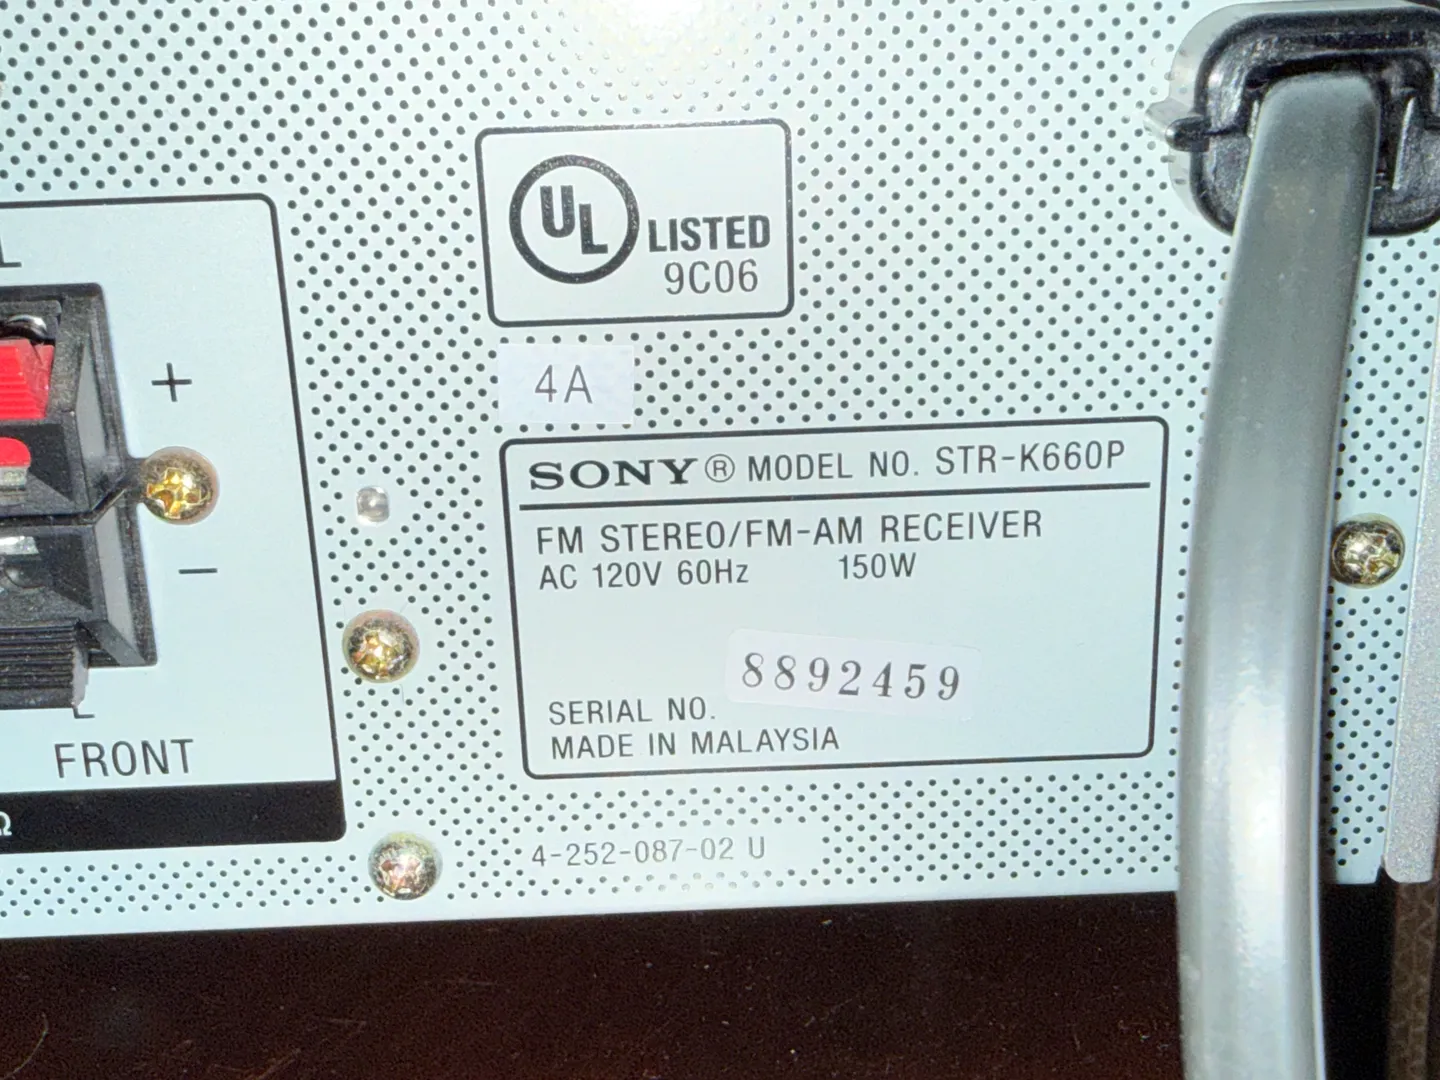 UL LISTED
9C06
4A
SONY® MODEL NO. STR-K660P
FM STEREO/FM-AM RECEIVER
AC 120V 60Hz 150W
8892459
SERIAL NO.
MADE IN MALAYSIA
4-252-087-02 U
L
+
−
L
FRONT
Ω